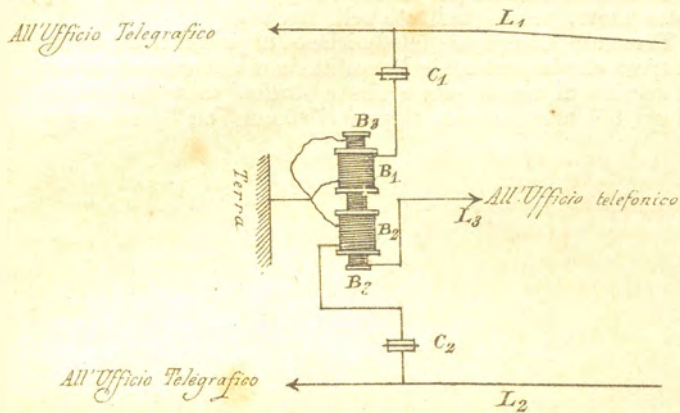 L1
All'Ufficio Telegrafico
C1
B3
B1
Terra
All'Ufficio telefonico
L3
B2
B2
C2
All'Ufficio Telegrafico
L2